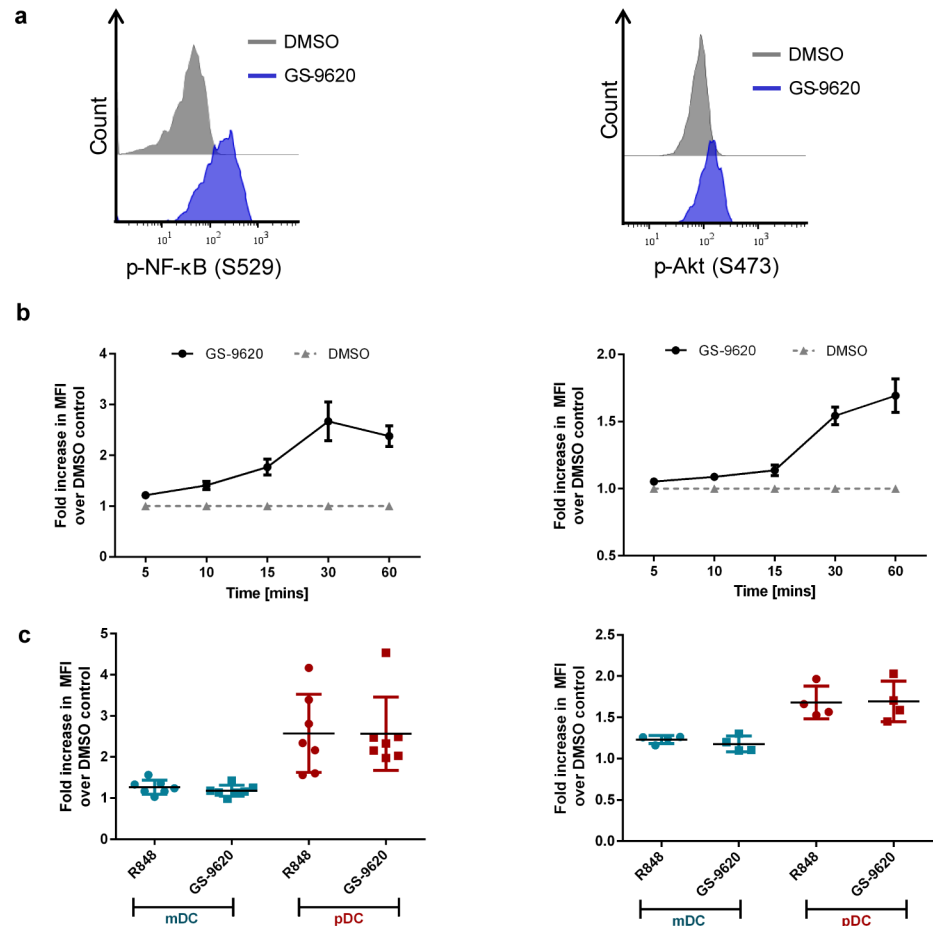 a
DMSO
GS-9620
Count
10¹ 10² 10³
p-NF-κB (S529)
DMSO
GS-9620
Count
10¹ 10² 10³
p-Akt (S473)
b
GS-9620 DMSO
Fold increase in MFI
over DMSO control
4
3
2
1
0
5 10 15 30 60
Time [mins]
GS-9620 DMSO
Fold increase in MFI
over DMSO control
2.0
1.5
1.0
0.5
5 10 15 30 60
Time [mins]
c
Fold increase in MFI
over DMSO control
5
4
3
2
1
0
R848 GS-9620 R848 GS-9620
mDC pDC
Fold increase in MFI
over DMSO control
2.5
2.0
1.5
1.0
0.5
0.0
R848 GS-9620 R848 GS-9620
mDC pDC